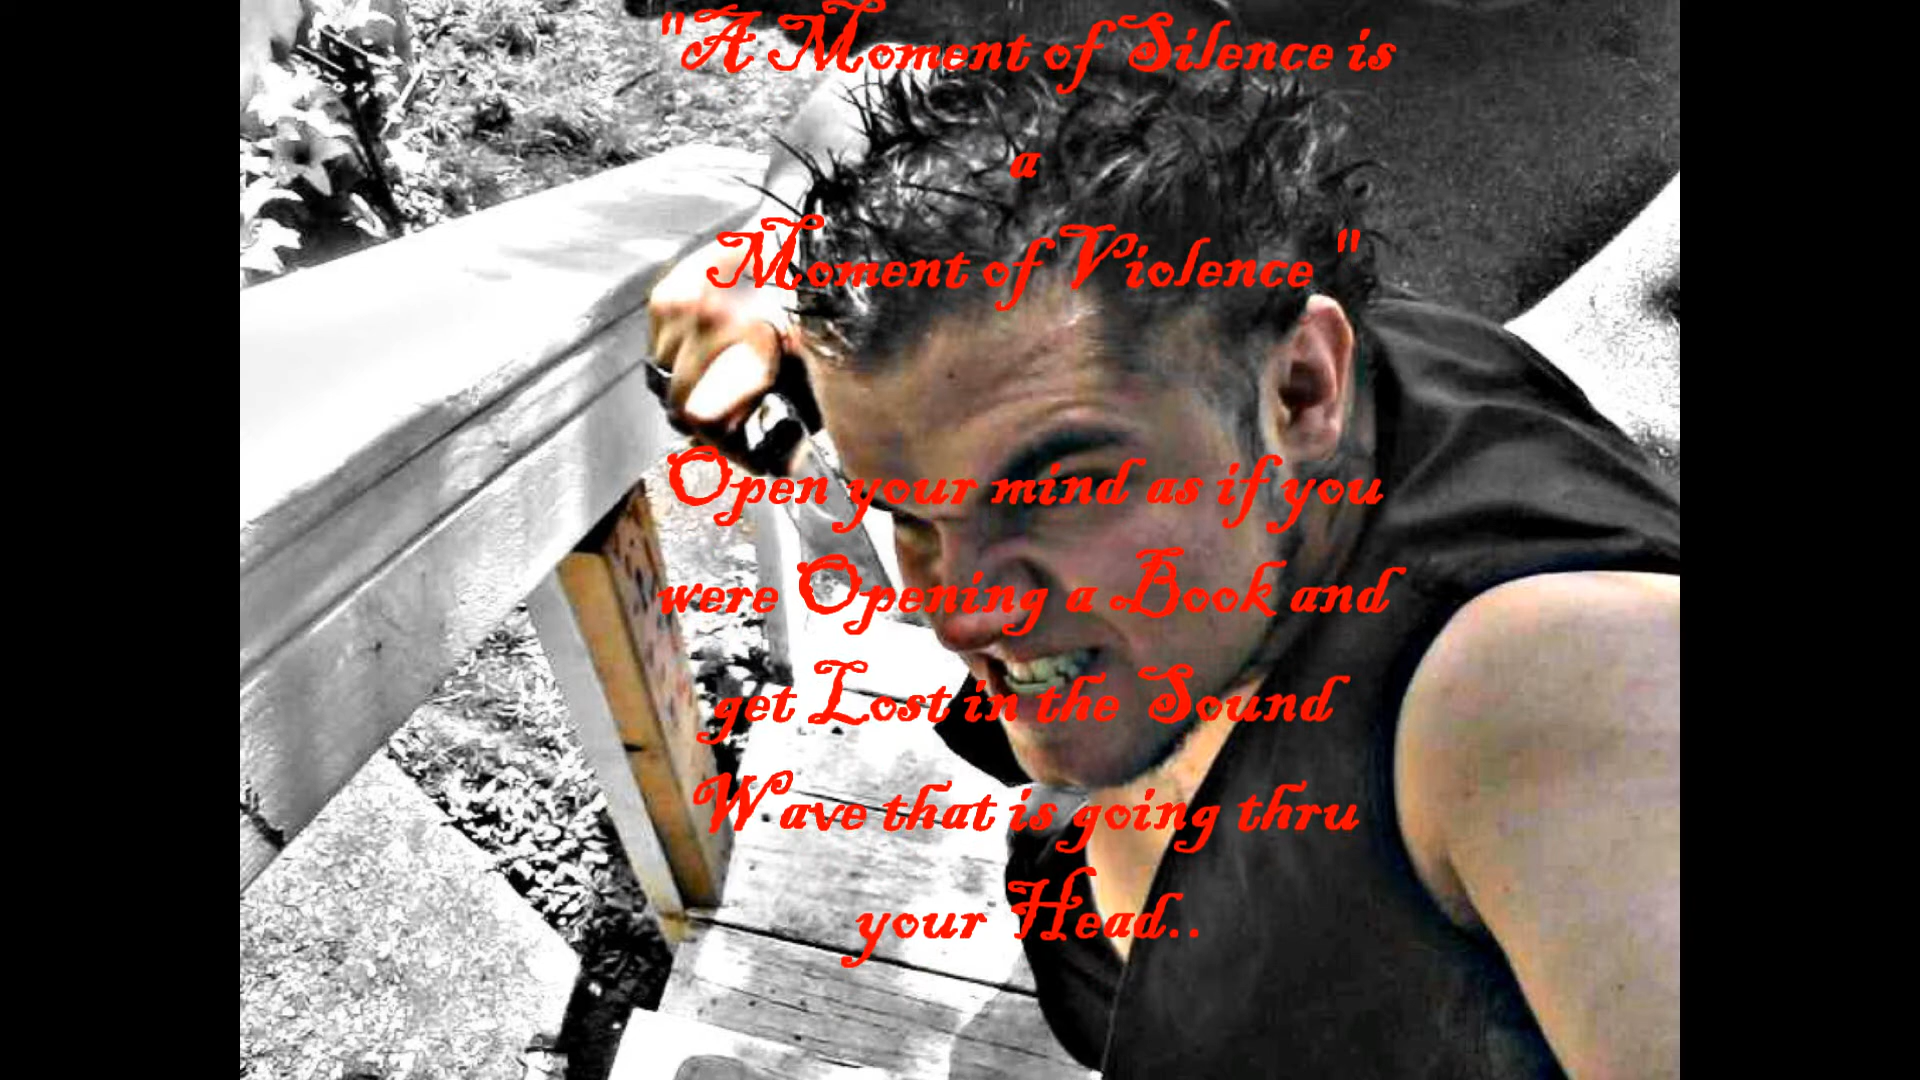 "A Moment of Silence is
a
Moment of Violence "
Open your mind as if you
were Opening a Book and
get Lost in the Sound
Wave that is going thru
your Head..